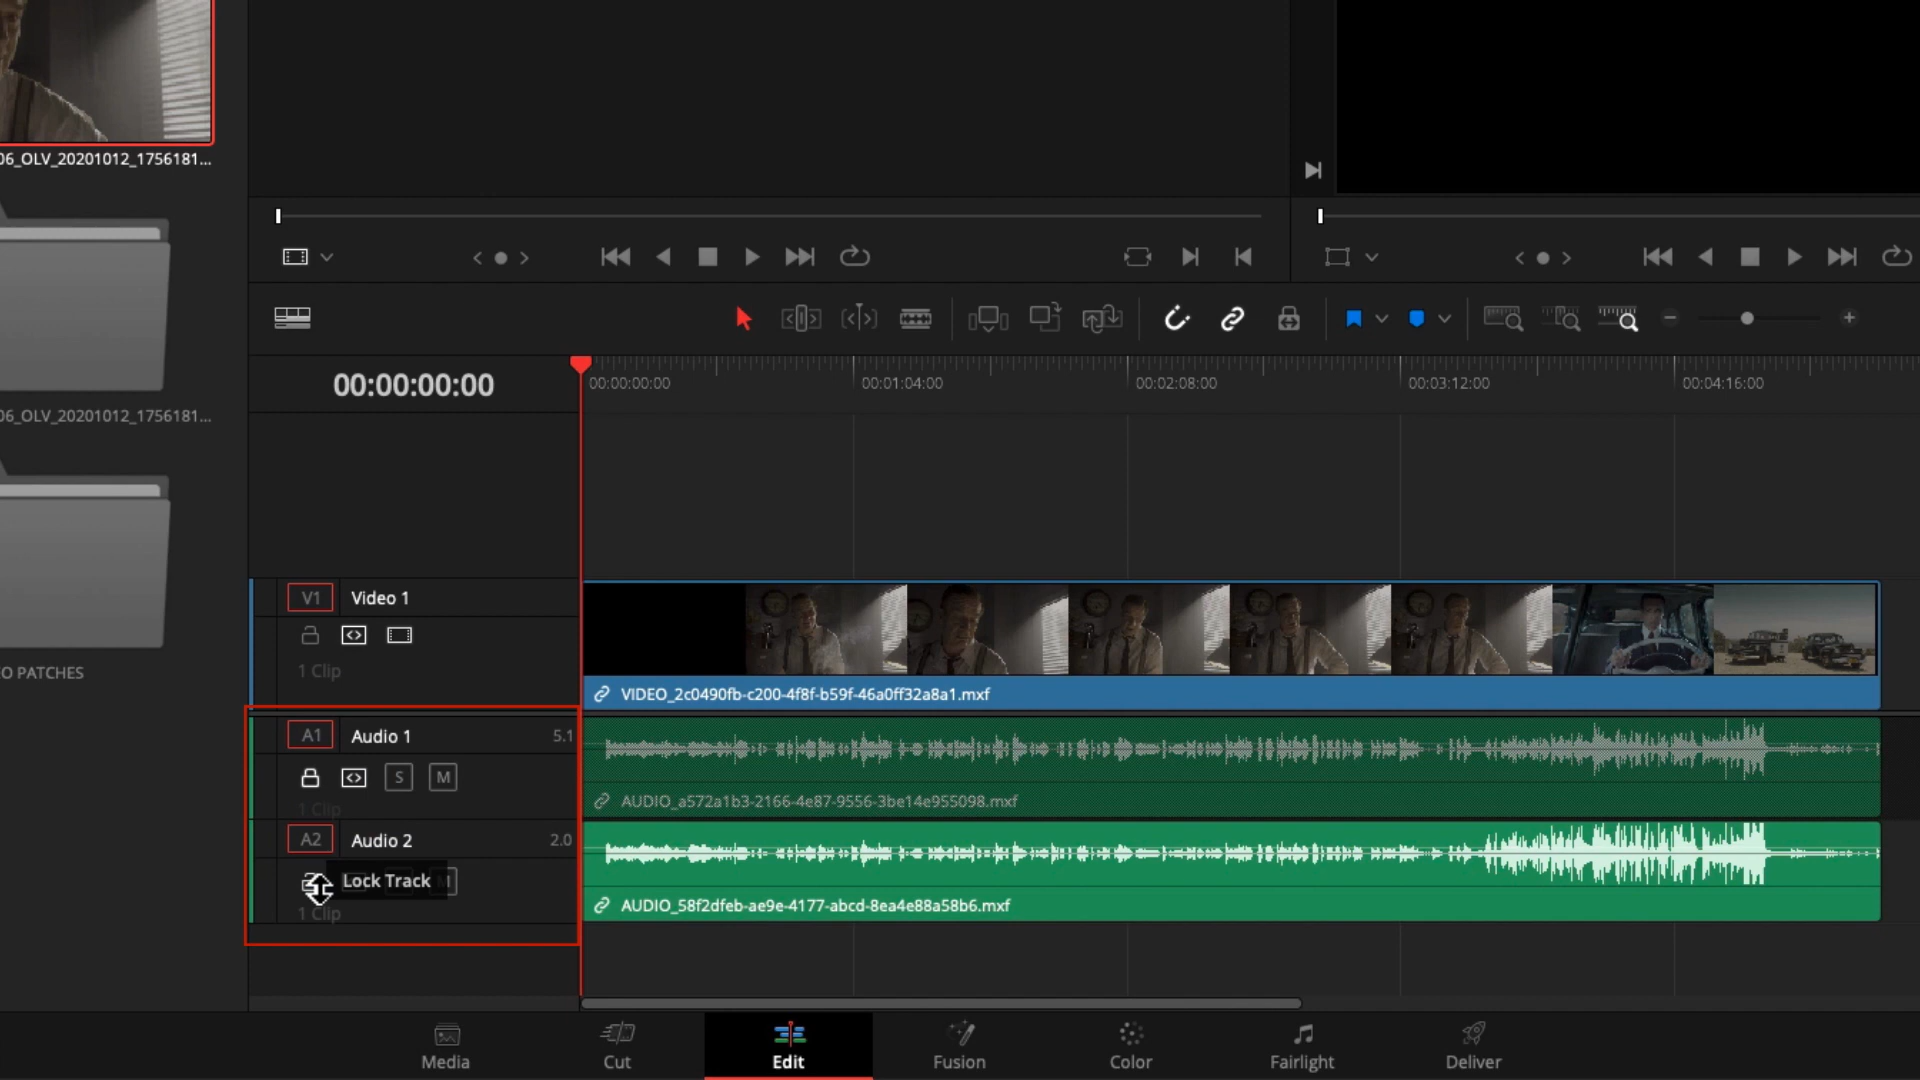 06_OLV_20201012_1756181...
06_OLV_20201012_1756181...
O PATCHES
00:00:00:00
00:00:00:00
00:01:04:00
00:02:08:00
00:03:12:00
00:04:16:00
V1 Video 1
1 Clip
VIDEO_2c0490fb-c200-4f8f-b59f-46a0ff32a8a1.mxf
A1 Audio 1 5.1
S M
1 Clip
AUDIO_a572a1b3-2166-4e87-9556-3be14e955098.mxf
A2 Audio 2 2.0
Lock Track M
1 Clip
AUDIO_58f2dfeb-ae9e-4177-abcd-8ea4e88a58b6.mxf
Media Cut Edit Fusion Color Fairlight Deliver